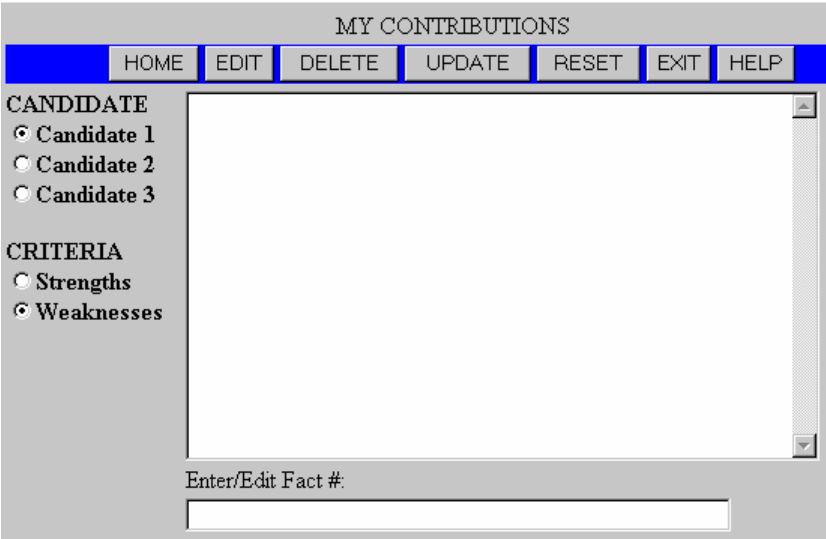 MY CONTRIBUTIONS
HOME EDIT DELETE UPDATE RESET EXIT HELP
CANDIDATE
Candidate 1
Candidate 2
Candidate 3
CRITERIA
Strengths
Weaknesses
Enter/Edit Fact #: